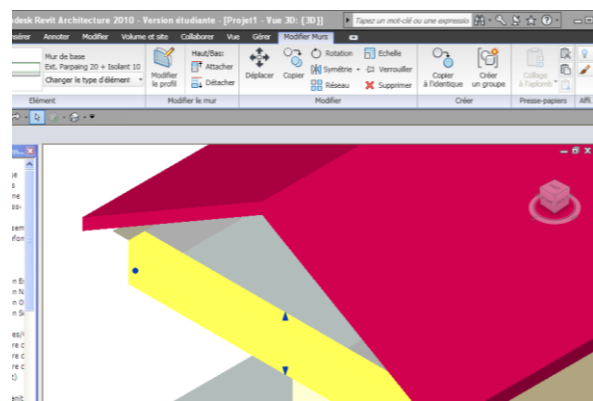 desk Revit Architecture 2010 - Version étudiante - [Projet1 - Vue 3D: {3D}]
Tapez un mot-clé ou une expressio
sérer Annoter Modifier Volume et site Collaborer Vue Gérer Modifier Murs
Mur de base
Ext. Parpaing 20 + Isolant 10
Changer le type d'élément
Modifier le profil
Haut/Bas:
Attacher
Détacher
Déplacer
Copier
Rotation
Symétrie
Réseau
Echelle
Verrouiller
Supprimer
Copier à l'identique
Créer un groupe
Collage à l'aplomb
Elément
Modifier le mur
Modifier
Créer
Presse-papiers
Affi